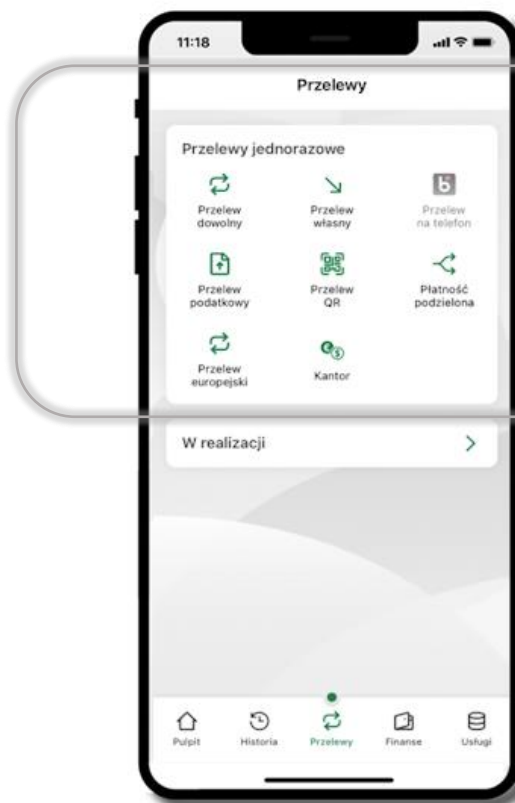 11:18
Przelewy
Przelewy jednorazowe
Przelew
dowolny
Przelew
własny
Przelew
na telefon
Przelew
podatkowy
Przelew
QR
Płatność
podzielona
Przelew
europejski
Kantor
W realizacji
Pulpit
Historia
Przelewy
Finanse
Usługi